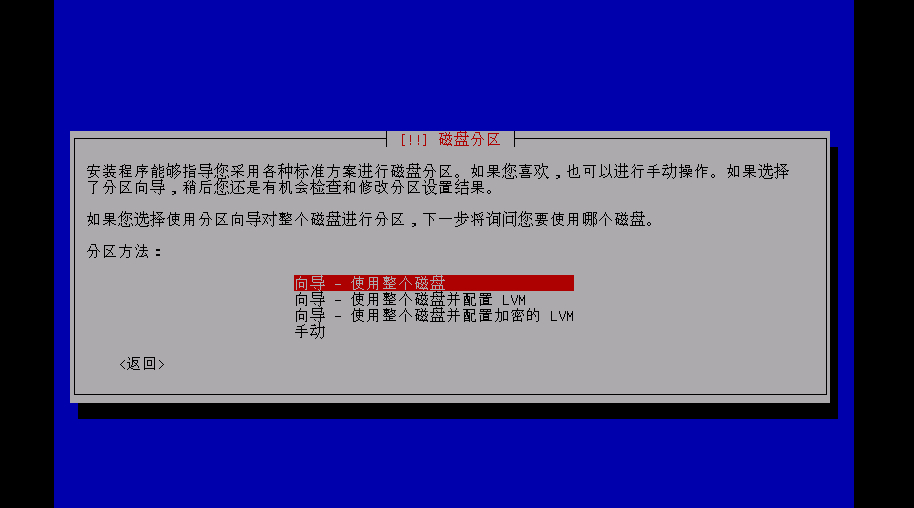 [!!] 磁盘分区
安装程序能够指导您采用各种标准方案进行磁盘分区。如果您喜欢,也可以进行手动操作。如果选择
了分区向导,稍后您还是有机会检查和修改分区设置结果。
如果您选择使用分区向导对整个磁盘进行分区,下一步将询问您要使用哪个磁盘。
分区方法:
向导 - 使用整个磁盘
向导 - 使用整个磁盘并配置 LVM
向导 - 使用整个磁盘并配置加密的 LVM
手动
<返回>